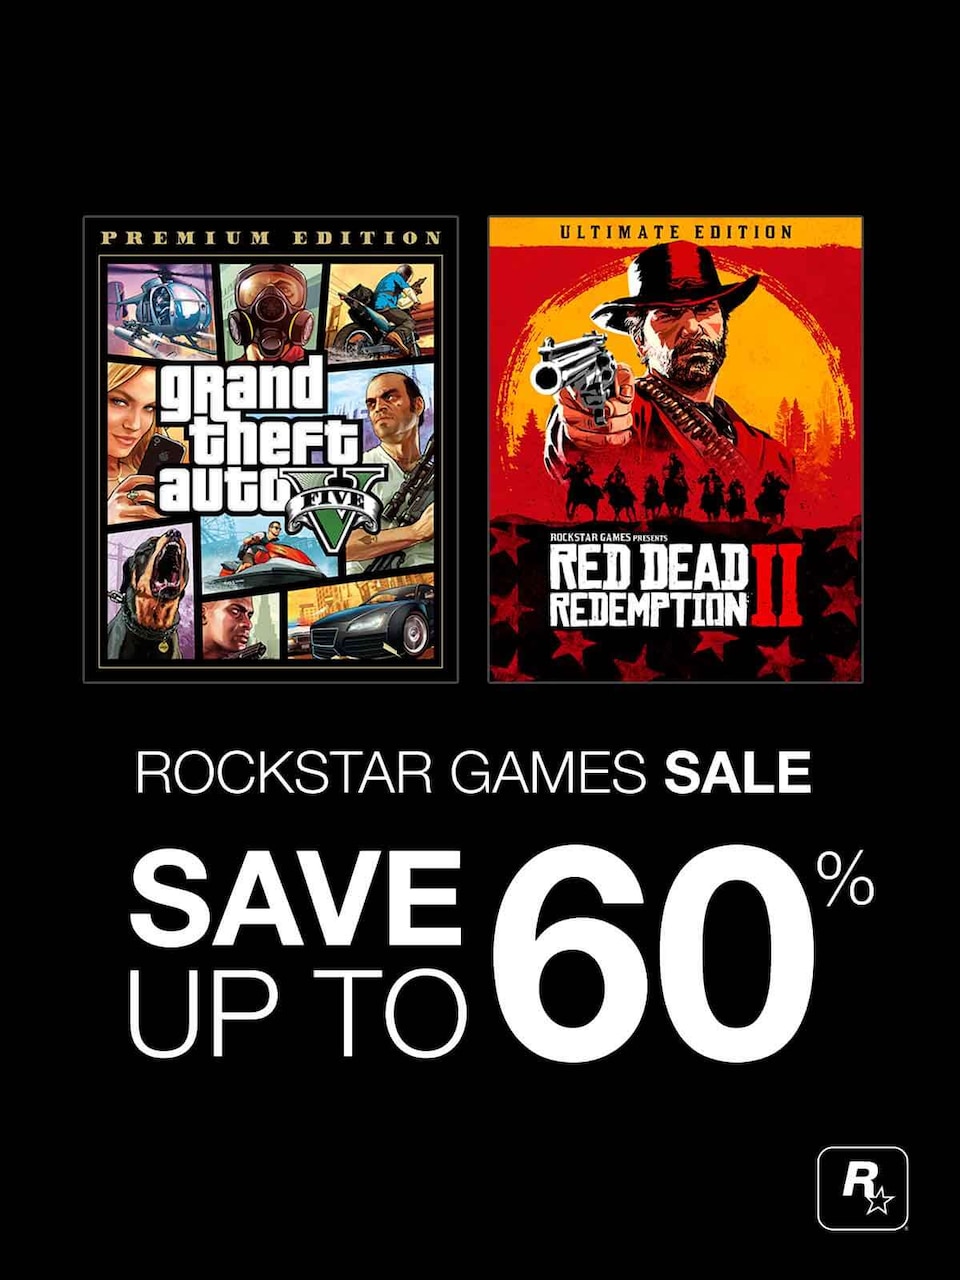 PREMIUM EDITION
grand
theft
auto V
FIVE
ULTIMATE EDITION
ROCKSTAR GAMES PRESENTS
RED DEAD
REDEMPTION II
ROCKSTAR GAMES SALE
SAVE
UP TO 60%
R